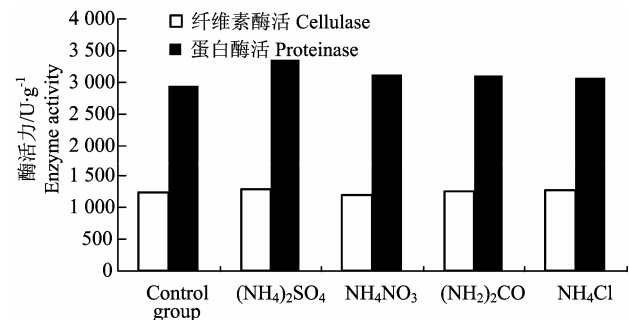 纤维素酶活 Cellulase
蛋白酶活 Proteinase
酶活力/U·g-1
Enzyme activity
4 000
3 500
3 000
2 500
2 000
1 500
1 000
500
0
Control group
(NH4)2SO4
NH4NO3
(NH2)2CO
NH4Cl